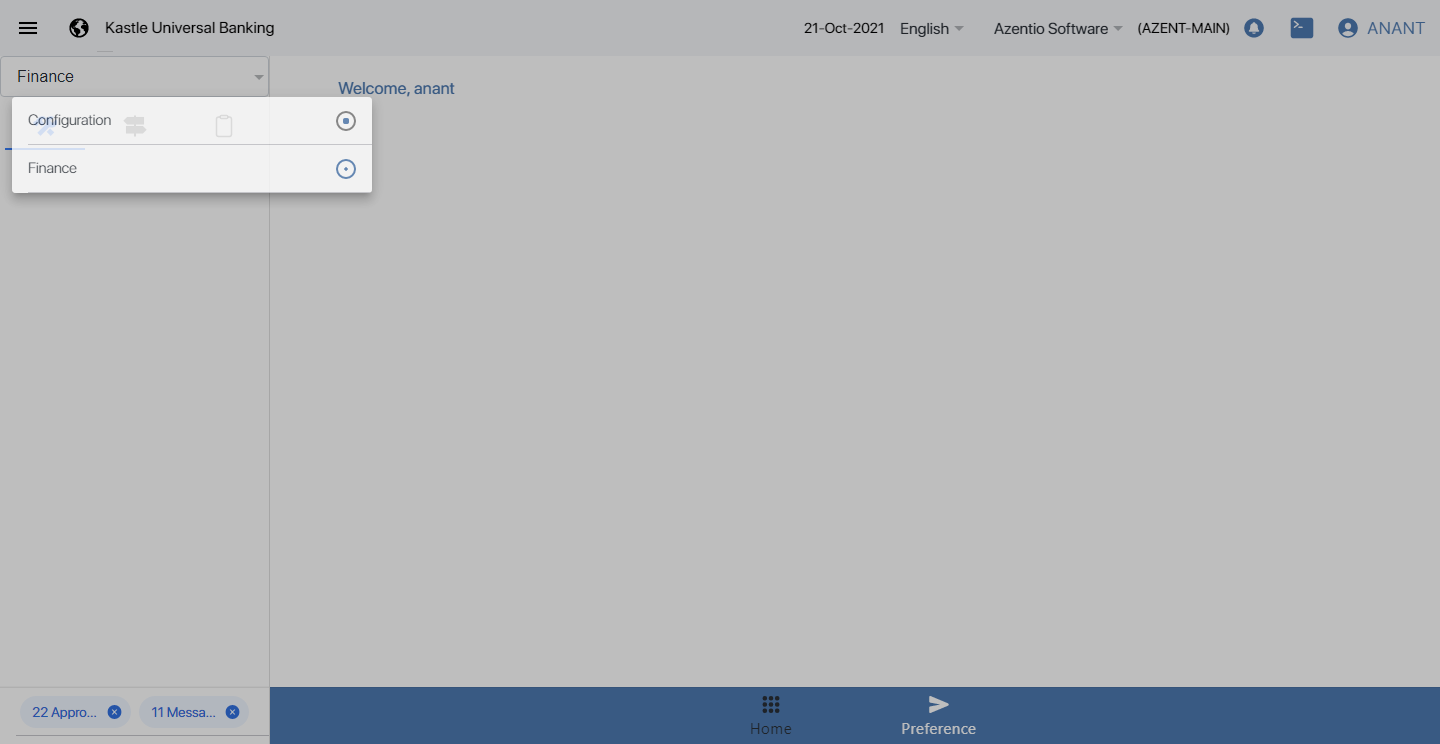 Kastle Universal Banking
21-Oct-2021
English
Azentio Software
(AZENT-MAIN)
ANANT
Finance
Welcome, anant
Configuration
Finance
22 Appro...
11 Messa...
Home
Preference